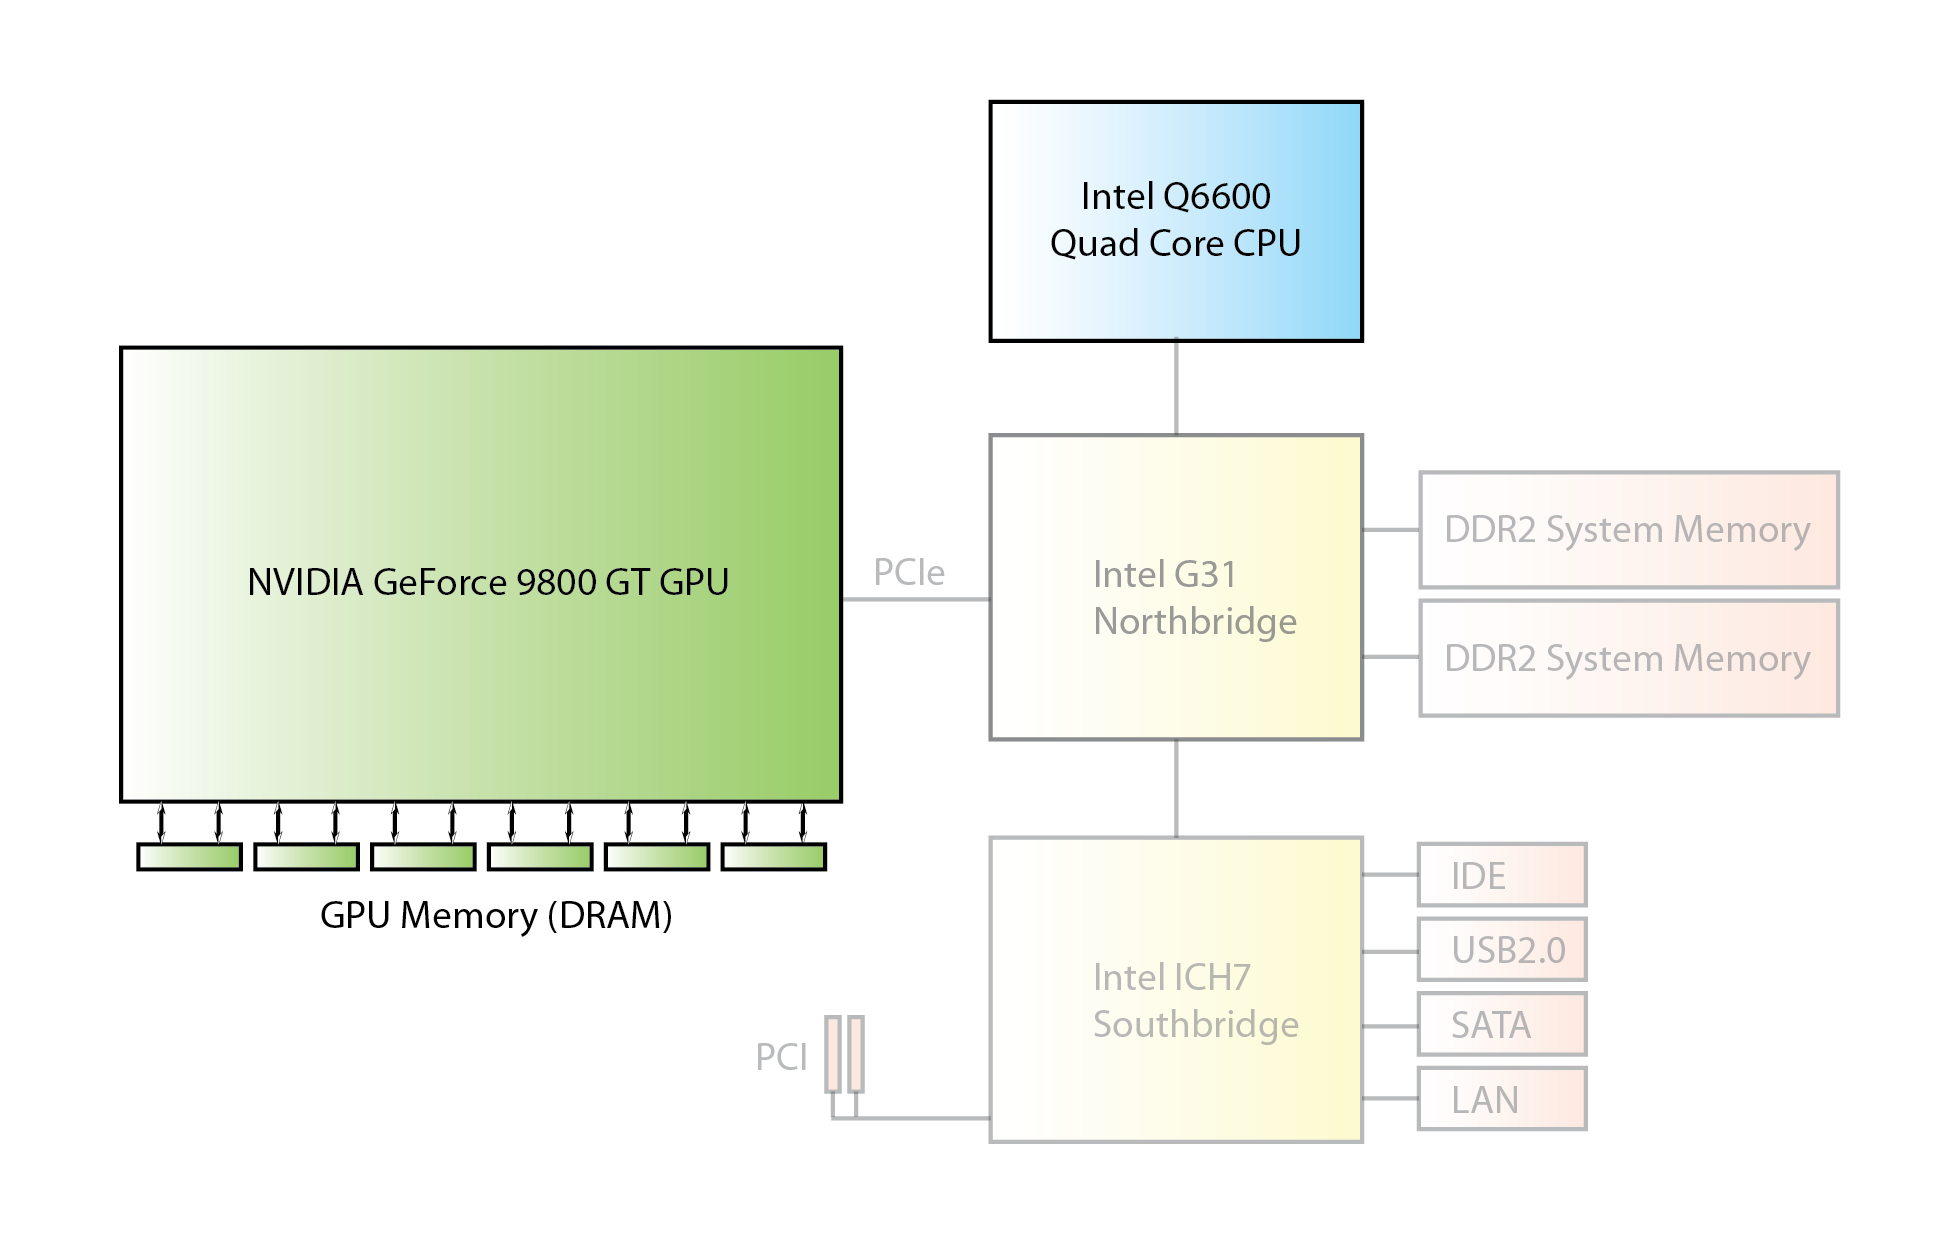 Intel Q6600
Quad Core CPU
NVIDIA GeForce 9800 GT GPU
PCIe
Intel G31
Northbridge
DDR2 System Memory
DDR2 System Memory
GPU Memory (DRAM)
Intel ICH7
Southbridge
PCI
IDE
USB2.0
SATA
LAN